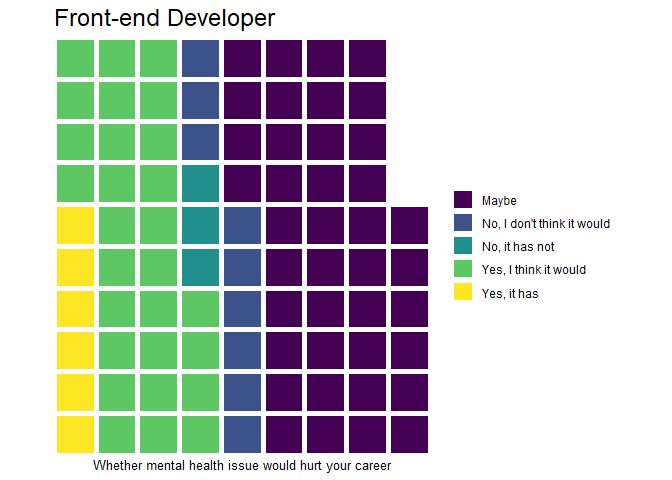 Front-end Developer
Maybe
No, I don't think it would
No, it has not
Yes, I think it would
Yes, it has
Whether mental health issue would hurt your career